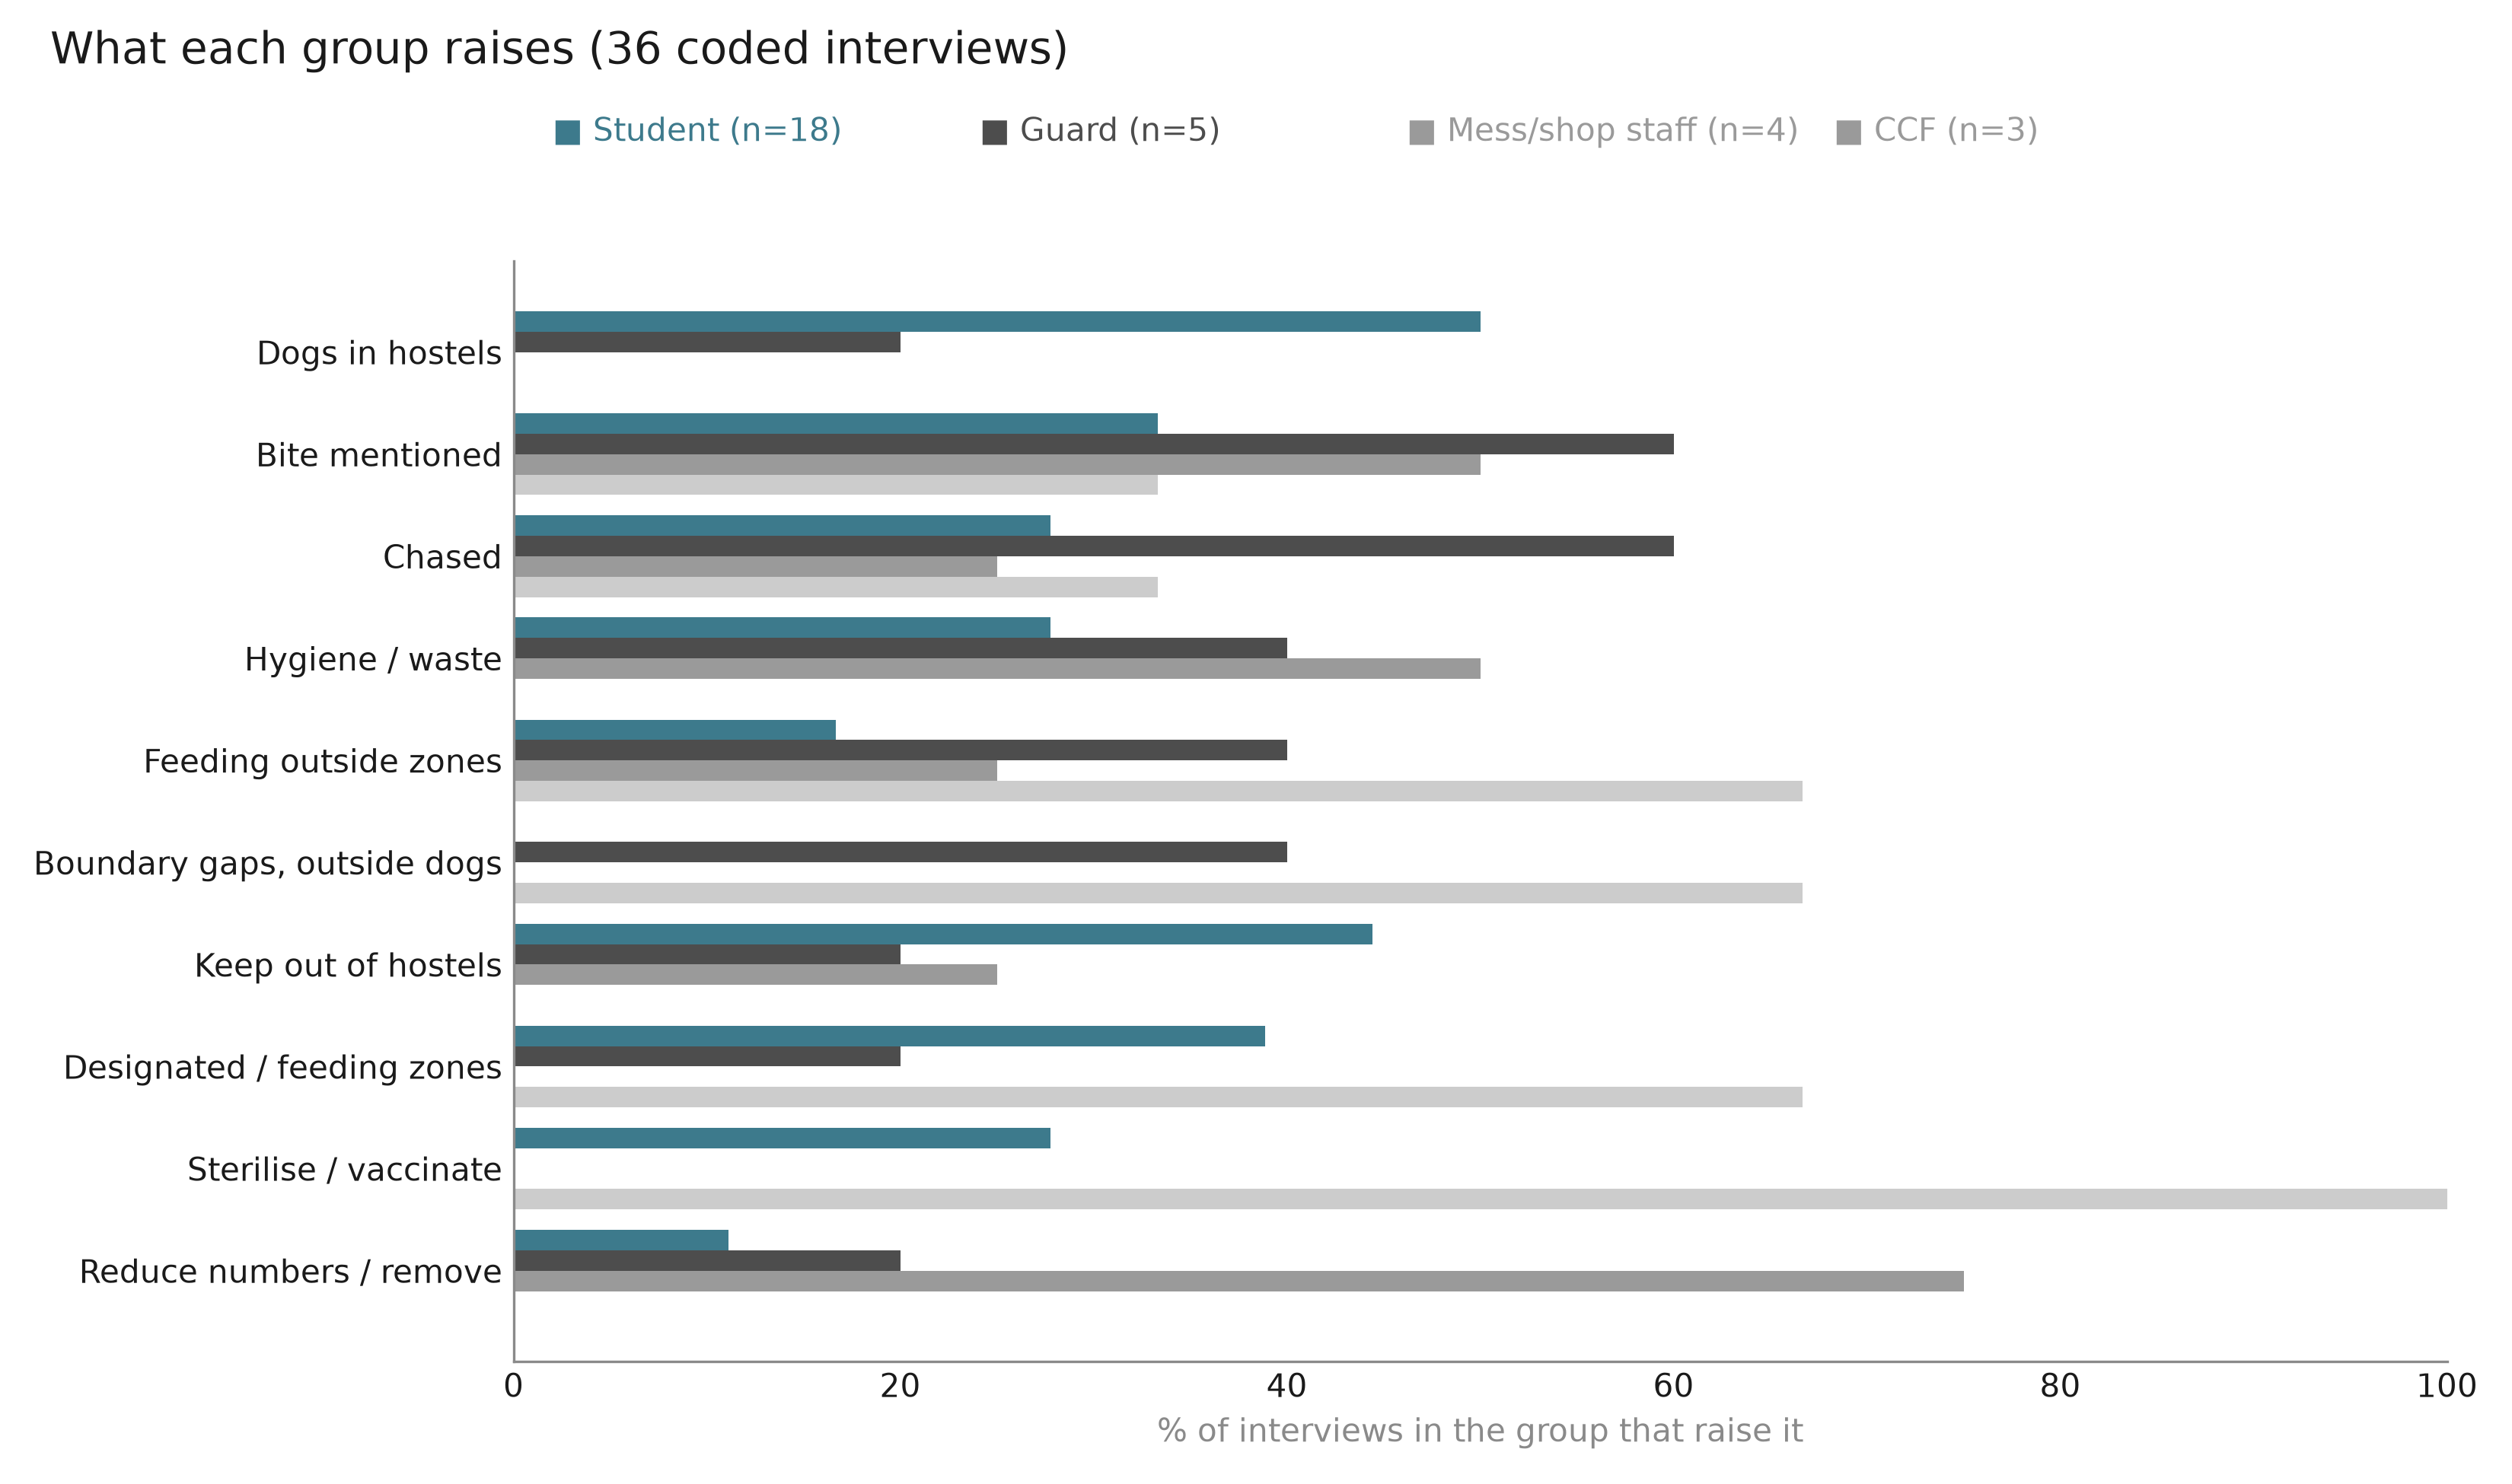 What each group raises (36 coded interviews)
■ Student (n=18) ■ Guard (n=5) ■ Mess/shop staff (n=4) ■ CCF (n=3)
Dogs in hostels
Bite mentioned
Chased
Hygiene / waste
Feeding outside zones
Boundary gaps, outside dogs
Keep out of hostels
Designated / feeding zones
Sterilise / vaccinate
Reduce numbers / remove
0 20 40 60 80 100
% of interviews in the group that raise it